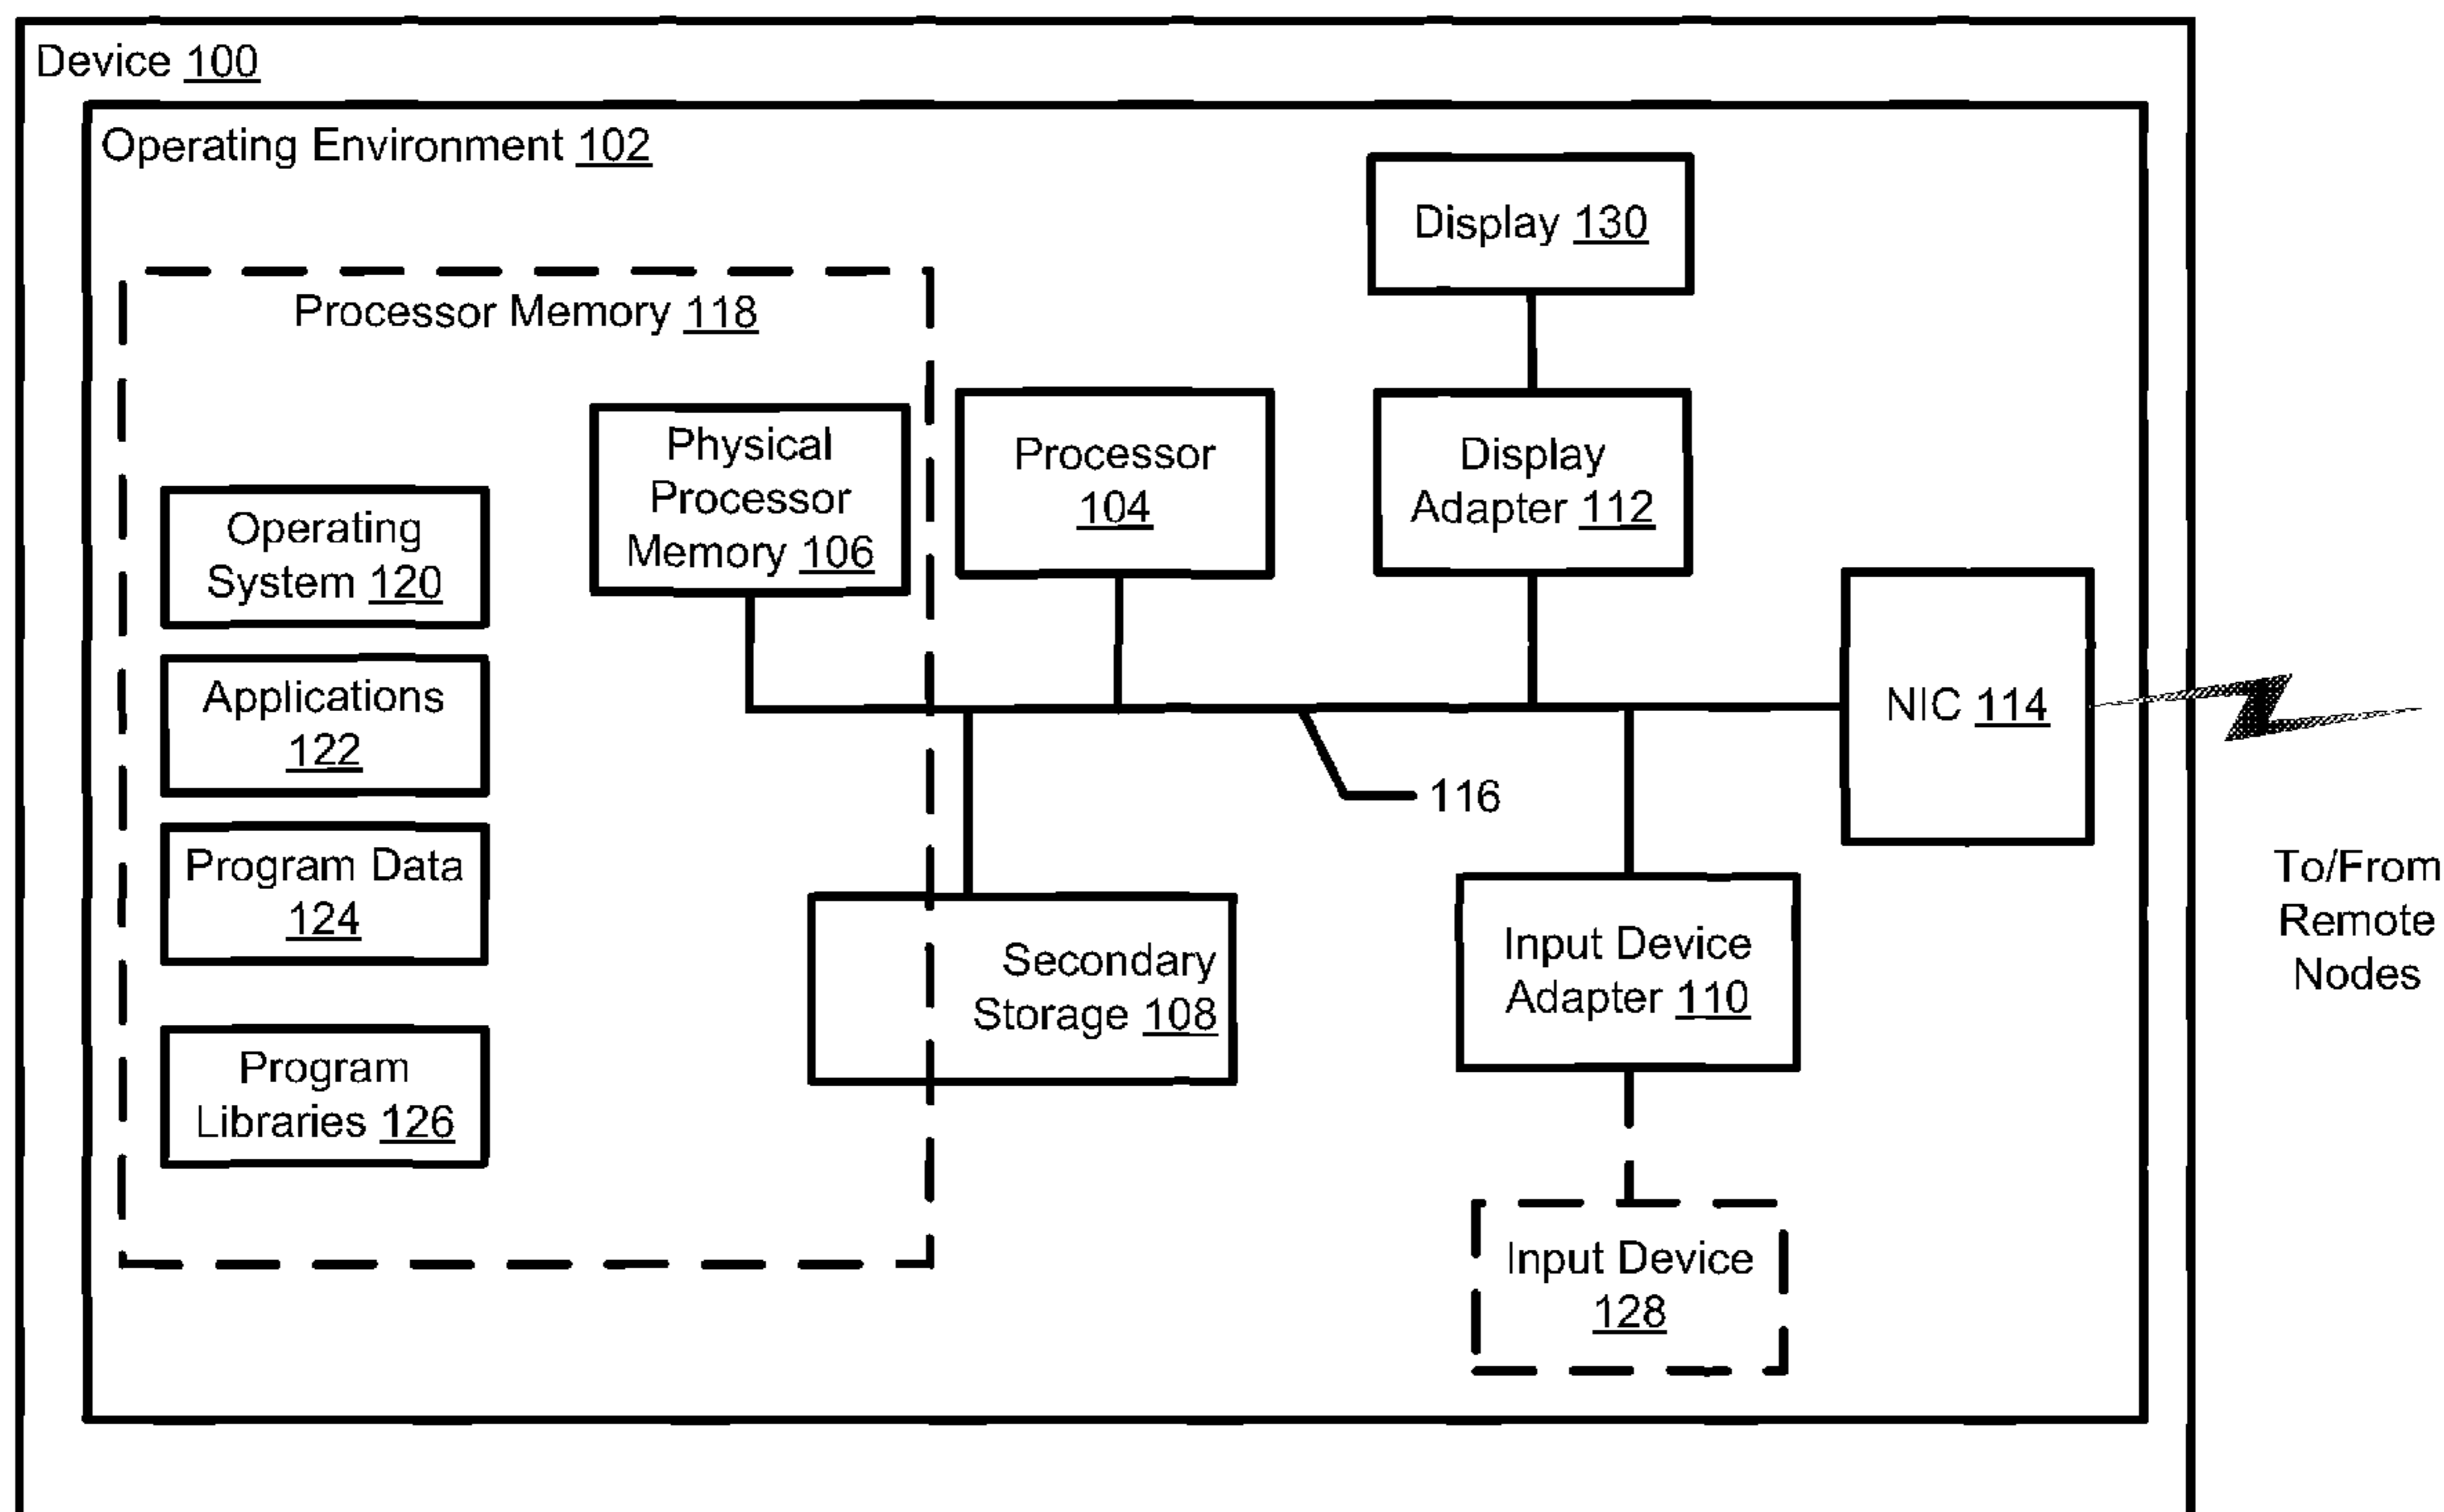 Device 100
Operating Environment 102
Display 130
Processor Memory 118
Physical
Processor
Memory 106
Processor
104
Display
Adapter 112
Operating
System 120
Applications
122
NIC 114
116
Program Data
124
To/From
Remote
Nodes
Secondary
Storage 108
Input Device
Adapter 110
Program
Libraries 126
Input Device
128